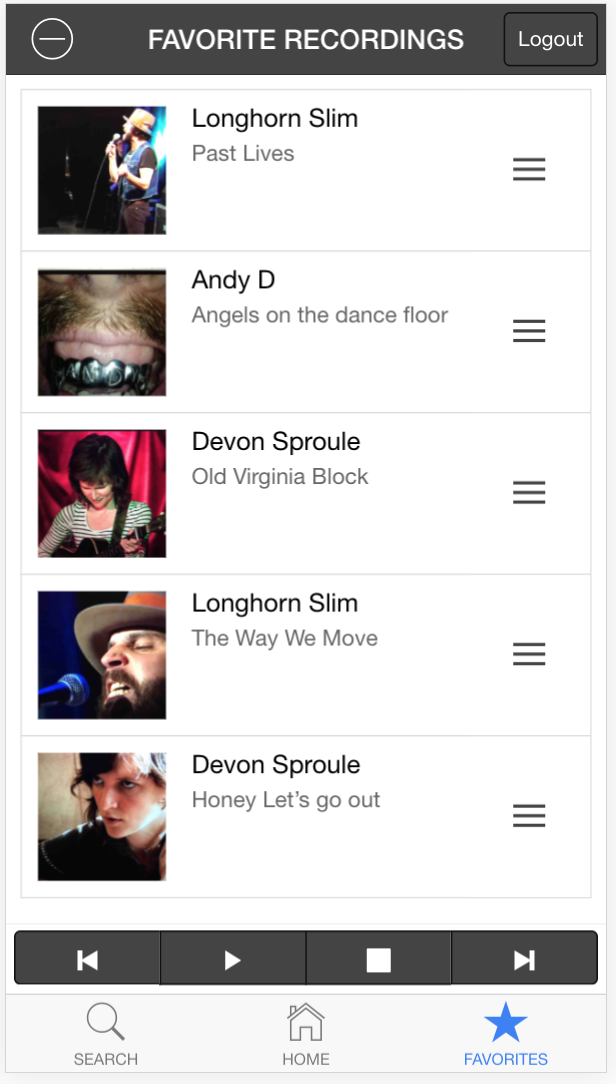 FAVORITE RECORDINGS
Logout
Longhorn Slim
Past Lives
Andy D
Angels on the dance floor
Devon Sproule
Old Virginia Block
Longhorn Slim
The Way We Move
Devon Sproule
Honey Let’s go out
SEARCH
HOME
FAVORITES